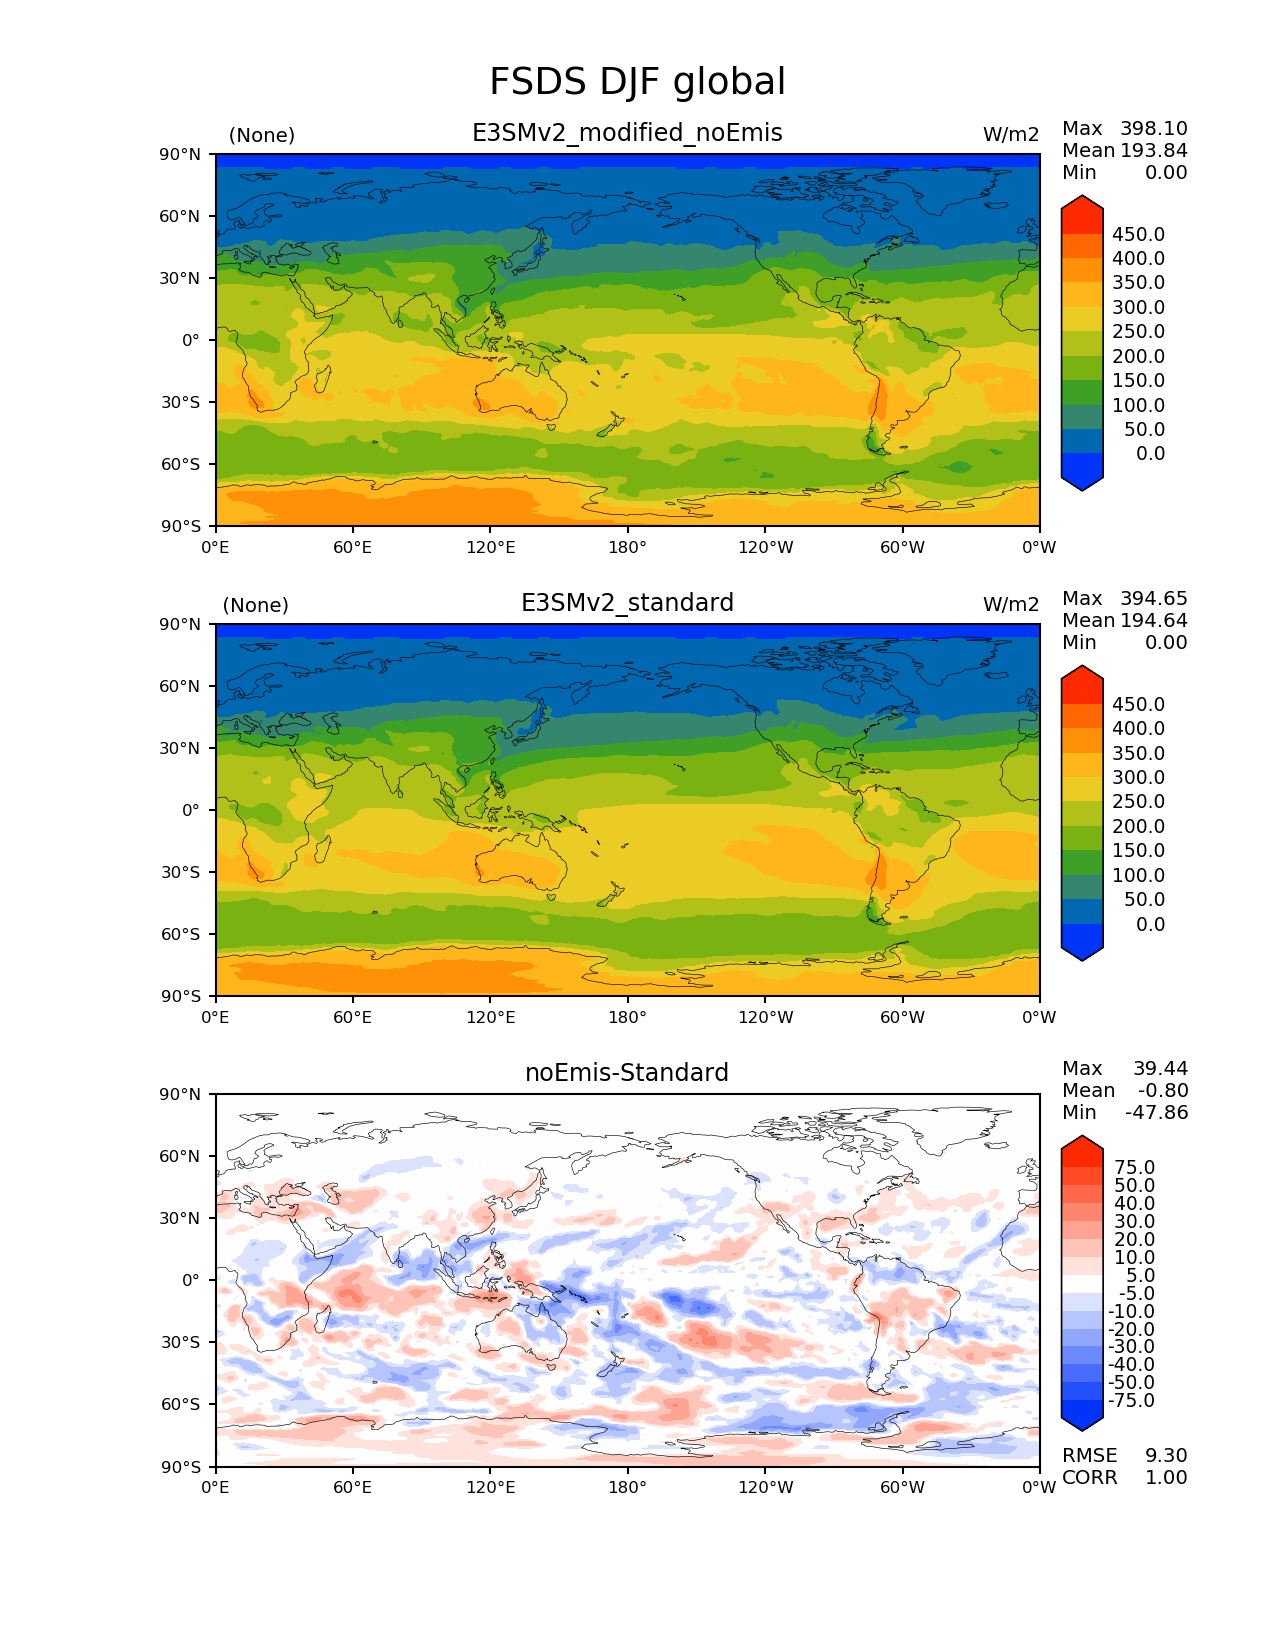 FSDS DJF global
(None) E3SMv2_modified_noEmis W/m2
Max 398.10
Mean 193.84
Min 0.00
90°N
60°N
30°N
0°
30°S
60°S
90°S
0°E 60°E 120°E 180° 120°W 60°W 0°W
450.0
400.0
350.0
300.0
250.0
200.0
150.0
100.0
50.0
0.0
(None) E3SMv2_standard W/m2
Max 394.65
Mean 194.64
Min 0.00
90°N
60°N
30°N
0°
30°S
60°S
90°S
0°E 60°E 120°E 180° 120°W 60°W 0°W
450.0
400.0
350.0
300.0
250.0
200.0
150.0
100.0
50.0
0.0
noEmis-Standard
Max 39.44
Mean -0.80
Min -47.86
90°N
60°N
30°N
0°
30°S
60°S
90°S
0°E 60°E 120°E 180° 120°W 60°W 0°W
75.0
50.0
40.0
30.0
20.0
10.0
5.0
-5.0
-10.0
-20.0
-30.0
-40.0
-50.0
-75.0
RMSE 9.30
CORR 1.00